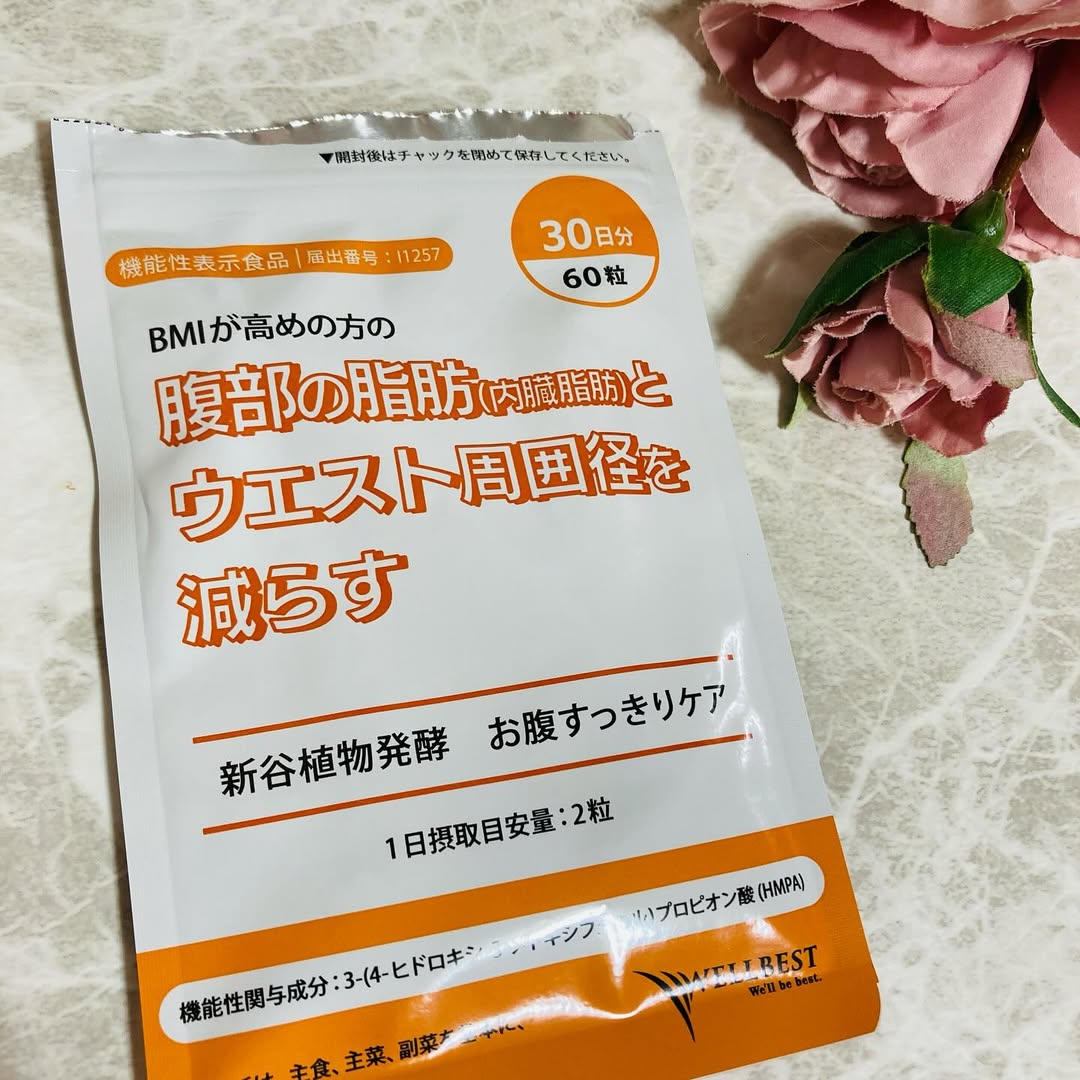 ▼開封後はチャックを閉めて保存してください。
30日分
60粒
機能性表示食品|届出番号:I1257
BMIが高めの方の
腹部の脂肪(内臓脂肪)と
ウエスト周囲径を
減らす
新谷植物発酵 お腹すっきりケア
1日摂取目安量:2粒
機能性関与成分:3-(4-ヒドロキシ プロピオン酸(HMPA)
WELLBEST
We'll be best.
主食、主菜、副菜を基本に、